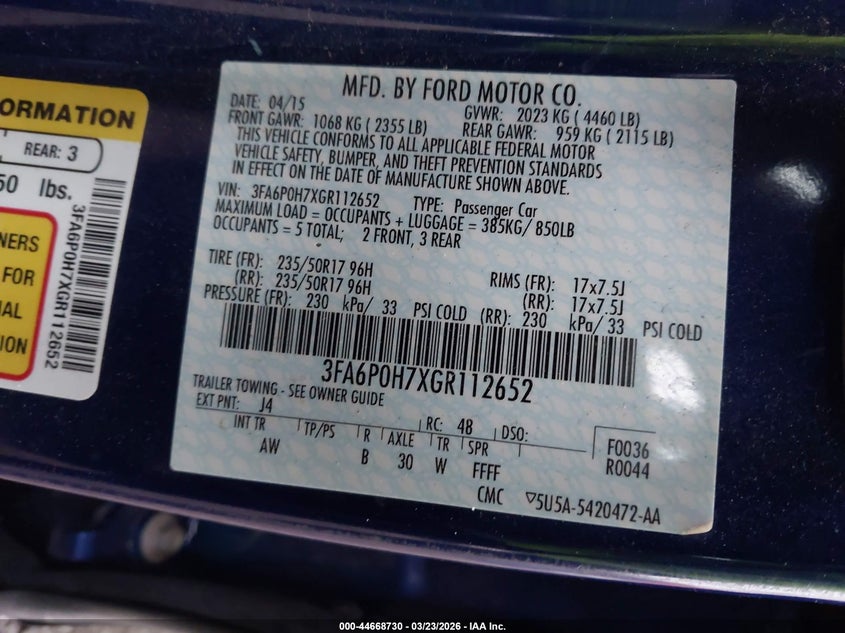 MFD. BY FORD MOTOR CO.
DATE: 04/15 GVWR: 2023 KG ( 4460 LB)
FRONT GAWR: 1068 KG ( 2355 LB) REAR GAWR: 959 KG ( 2115 LB)
THIS VEHICLE CONFORMS TO ALL APPLICABLE FEDERAL MOTOR
VEHICLE SAFETY, BUMPER, AND THEFT PREVENTION STANDARDS
IN EFFECT ON THE DATE OF MANUFACTURE SHOWN ABOVE.
VIN: 3FA6P0H7XGR112652 TYPE: Passenger Car
MAXIMUM LOAD = OCCUPANTS + LUGGAGE = 385KG/ 850LB
OCCUPANTS = 5 TOTAL; 2 FRONT, 3 REAR
TIRE (FR): 235/50R17 96H RIMS (FR): 17x7.5J
(RR): 235/50R17 96H (RR): 17x7.5J
PRESSURE (FR): 230 kPa/ 33 PSI COLD (RR): 230 kPa/ 33 PSI COLD
3FA6P0H7XGR112652
TRAILER TOWING - SEE OWNER GUIDE
EXT PNT: J4 RC: 48 DSO: F0036
INT TR TP/PS R AXLE TR SPR R0044
AW B 30 W FFFF
CMC ▽5U5A-5420472-AA
ORMATION
REAR: 3
50 lbs.
3FA6P0H7XGR112652
NERS
FOR
IAL
ION
000-44668730 — 03/23/2026 — IAA Inc.